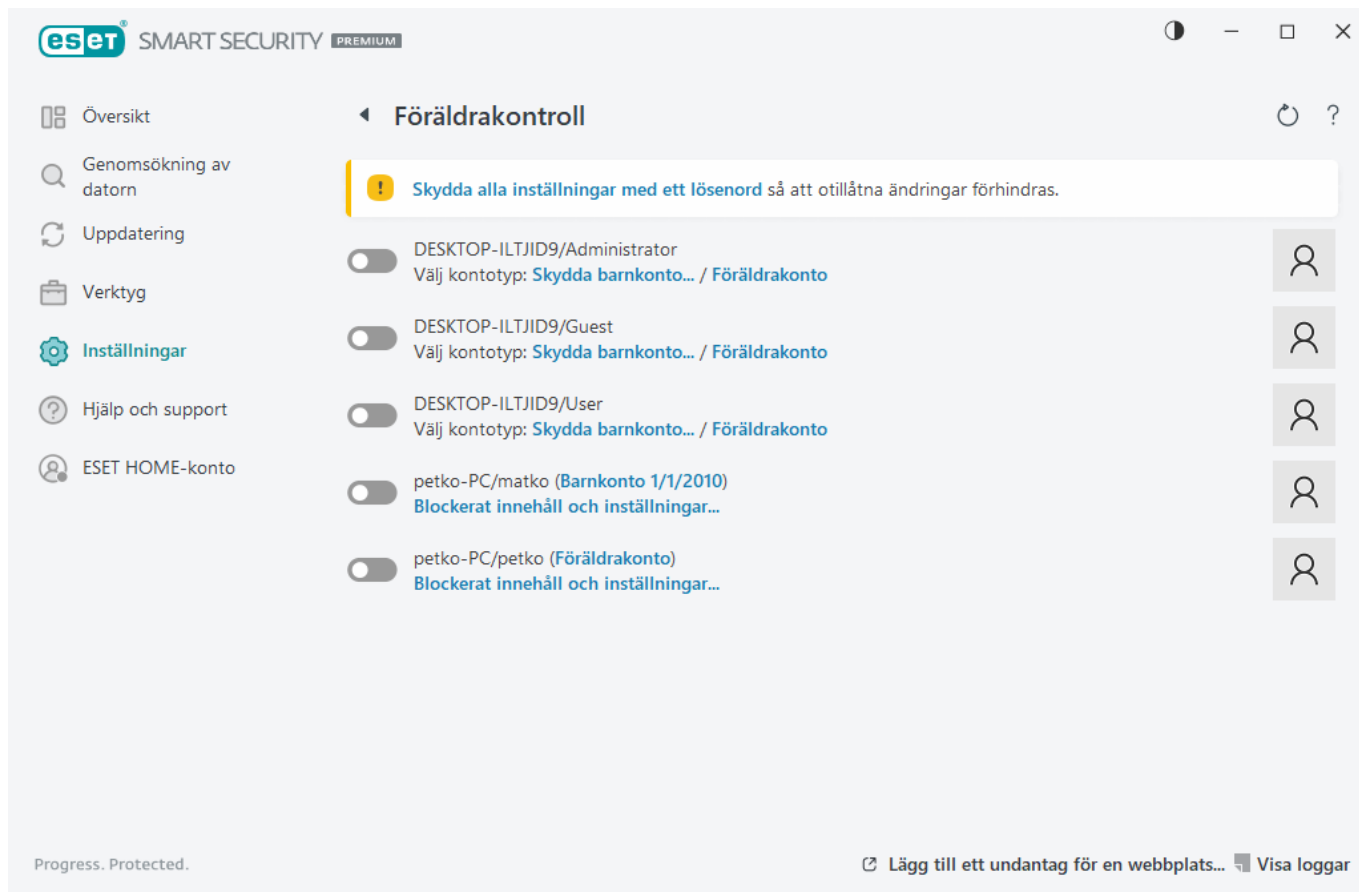 eset® SMART SECURITY PREMIUM
Översikt
Genomsökning av
datorn
Uppdatering
Verktyg
Inställningar
Hjälp och support
ESET HOME-konto
Föräldrakontroll
?
Skydda alla inställningar med ett lösenord så att otillåtna ändringar förhindras.
DESKTOP-ILTJID9/Administrator
Välj kontotyp: Skydda barnkonto... / Föräldrakonto
DESKTOP-ILTJID9/Guest
Välj kontotyp: Skydda barnkonto... / Föräldrakonto
DESKTOP-ILTJID9/User
Välj kontotyp: Skydda barnkonto... / Föräldrakonto
petko-PC/matko (Barnkonto 1/1/2010)
Blockerat innehåll och inställningar...
petko-PC/petko (Föräldrakonto)
Blockerat innehåll och inställningar...
Progress. Protected.
Lägg till ett undantag för en webbplats... Visa loggar